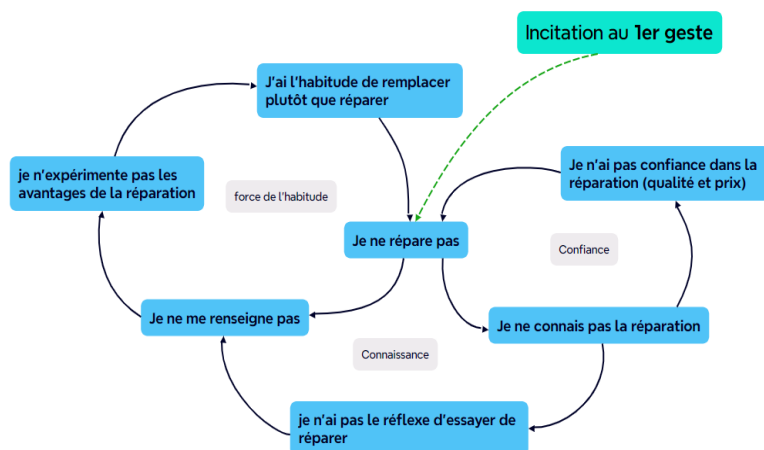 Incitation au 1er geste
J'ai l'habitude de remplacer
plutôt que réparer
je n'expérimente pas les
avantages de la réparation
Je n'ai pas confiance dans la
réparation (qualité et prix)
force de l'habitude
Je ne répare pas
Confiance
Je ne me renseigne pas
Je ne connais pas la réparation
Connaissance
je n'ai pas le réflexe d'essayer de
réparer